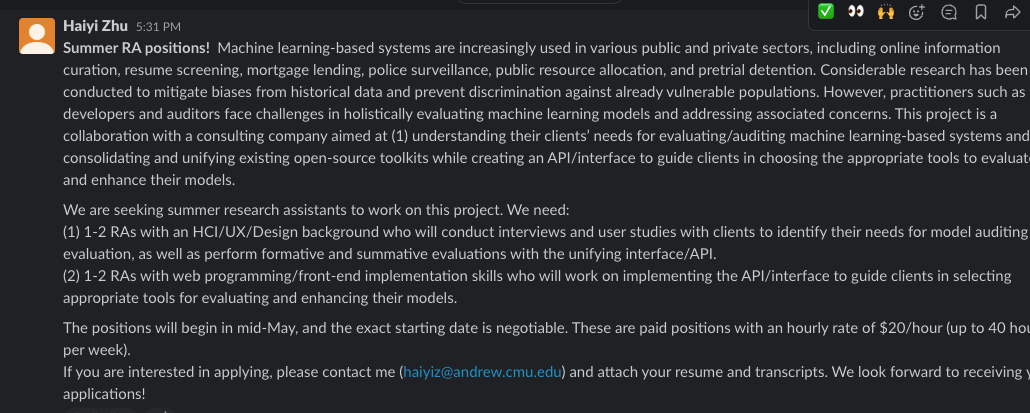 Haiyi Zhu 5:31 PM
Summer RA positions! Machine learning-based systems are increasingly used in various public and private sectors, including online information
curation, resume screening, mortgage lending, police surveillance, public resource allocation, and pretrial detention. Considerable research has been
conducted to mitigate biases from historical data and prevent discrimination against already vulnerable populations. However, practitioners such as
developers and auditors face challenges in holistically evaluating machine learning models and addressing associated concerns. This project is a
collaboration with a consulting company aimed at (1) understanding their clients' needs for evaluating/auditing machine learning-based systems and
consolidating and unifying existing open-source toolkits while creating an API/interface to guide clients in choosing the appropriate tools to evaluate
and enhance their models.
We are seeking summer research assistants to work on this project. We need:
(1) 1-2 RAs with an HCI/UX/Design background who will conduct interviews and user studies with clients to identify their needs for model auditing
evaluation, as well as perform formative and summative evaluations with the unifying interface/API.
(2) 1-2 RAs with web programming/front-end implementation skills who will work on implementing the API/interface to guide clients in selecting
appropriate tools for evaluating and enhancing their models.
The positions will begin in mid-May, and the exact starting date is negotiable. These are paid positions with an hourly rate of $20/hour (up to 40 hou
per week).
If you are interested in applying, please contact me (haiyiz@andrew.cmu.edu) and attach your resume and transcripts. We look forward to receiving y
applications!